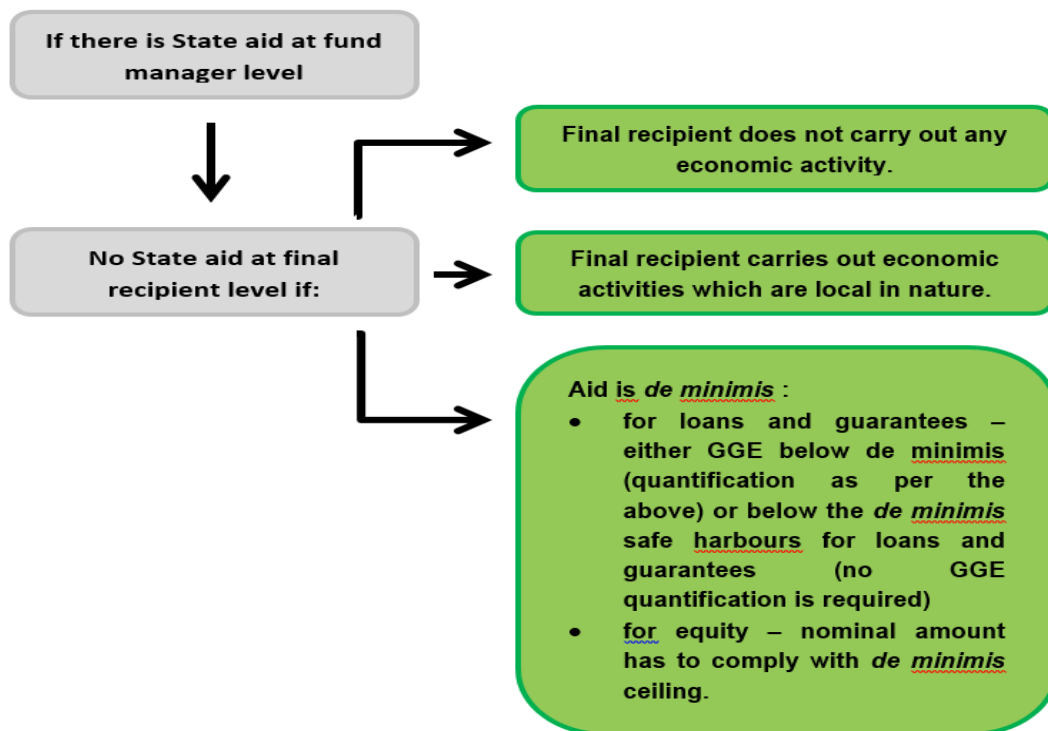 If there is State aid at fund
manager level
Final recipient does not carry out any
economic activity.
No State aid at final
recipient level if:
Final recipient carries out economic
activities which are local in nature.
Aid is de minimis :
• for loans and guarantees –
either GGE below de minimis
(quantification as per the
above) or below the de minimis
safe harbours for loans and
guarantees (no GGE
quantification is required)
• for equity – nominal amount
has to comply with de minimis
ceiling.